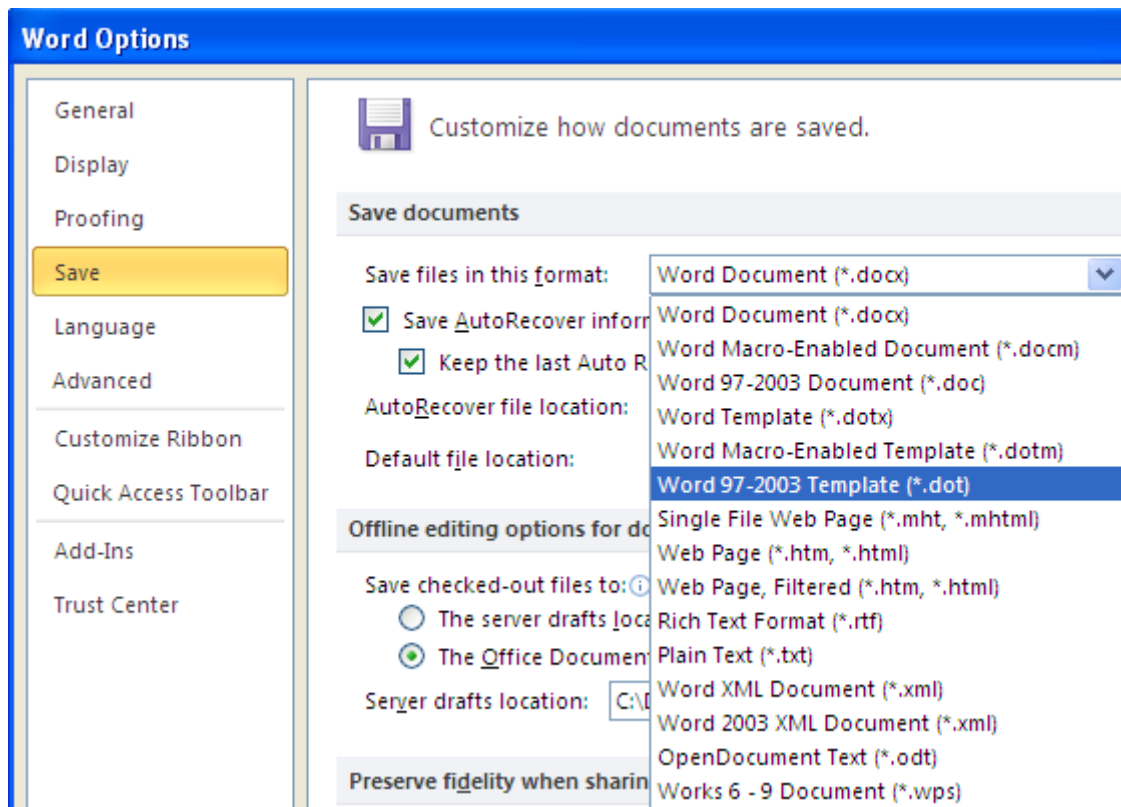 Word Options
General
Display
Proofing
Save
Language
Advanced
Customize Ribbon
Quick Access Toolbar
Add-Ins
Trust Center
Customize how documents are saved.
Save documents
Save files in this format: Word Document (*.docx)
Save AutoRecover
Keep the last Auto
AutoRecover file location:
Default file location:
Word Document (*.docx)
Word Macro-Enabled Document (*.docm)
Word 97-2003 Document (*.doc)
Word Template (*.dotx)
Word Macro-Enabled Template (*.dotm)
Word 97-2003 Template (*.dot)
Single File Web Page (*.mht, *.mhtml)
Web Page (*.htm, *.html)
Web Page, Filtered (*.htm, *.html)
Rich Text Format (*.rtf)
Plain Text (*.txt)
Word XML Document (*.xml)
Word 2003 XML Document (*.xml)
OpenDocument Text (*.odt)
Works 6 - 9 Document (*.wps)
Offline editing options for
Save checked-out files to:
The server drafts
The Office Document
Server drafts location: C:\
Preserve fidelity when